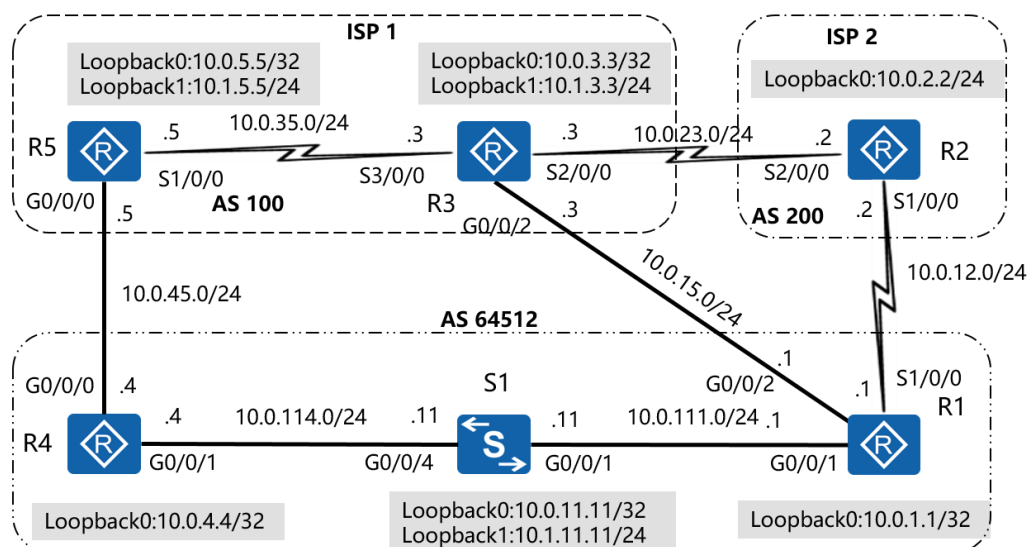 ISP 1
Loopback0:10.0.5.5/32
Loopback1:10.1.5.5/24
Loopback0:10.0.3.3/32
Loopback1:10.1.3.3/24
ISP 2
Loopback0:10.0.2.2/24
R5
R
.5
10.0.35.0/24
.3
R
.3
10.0.23.0/24
.2
R
R2
S1/0/0
S3/0/0
S2/0/0
S2/0/0
S1/0/0
G0/0/0
.5
AS 100
R3
G0/0/2
.3
AS 200
.2
10.0.45.0/24
10.0.15.0/24
10.0.12.0/24
AS 64512
G0/0/0
.4
S1
.1
G0/0/2
.1
S1/0/0
R1
R4
R
.4
10.0.114.0/24
.11
S
.11
10.0.111.0/24
.1
R
G0/0/1
G0/0/4
G0/0/1
G0/0/1
Loopback0:10.0.4.4/32
Loopback0:10.0.11.11/32
Loopback1:10.1.11.11/24
Loopback0:10.0.1.1/32